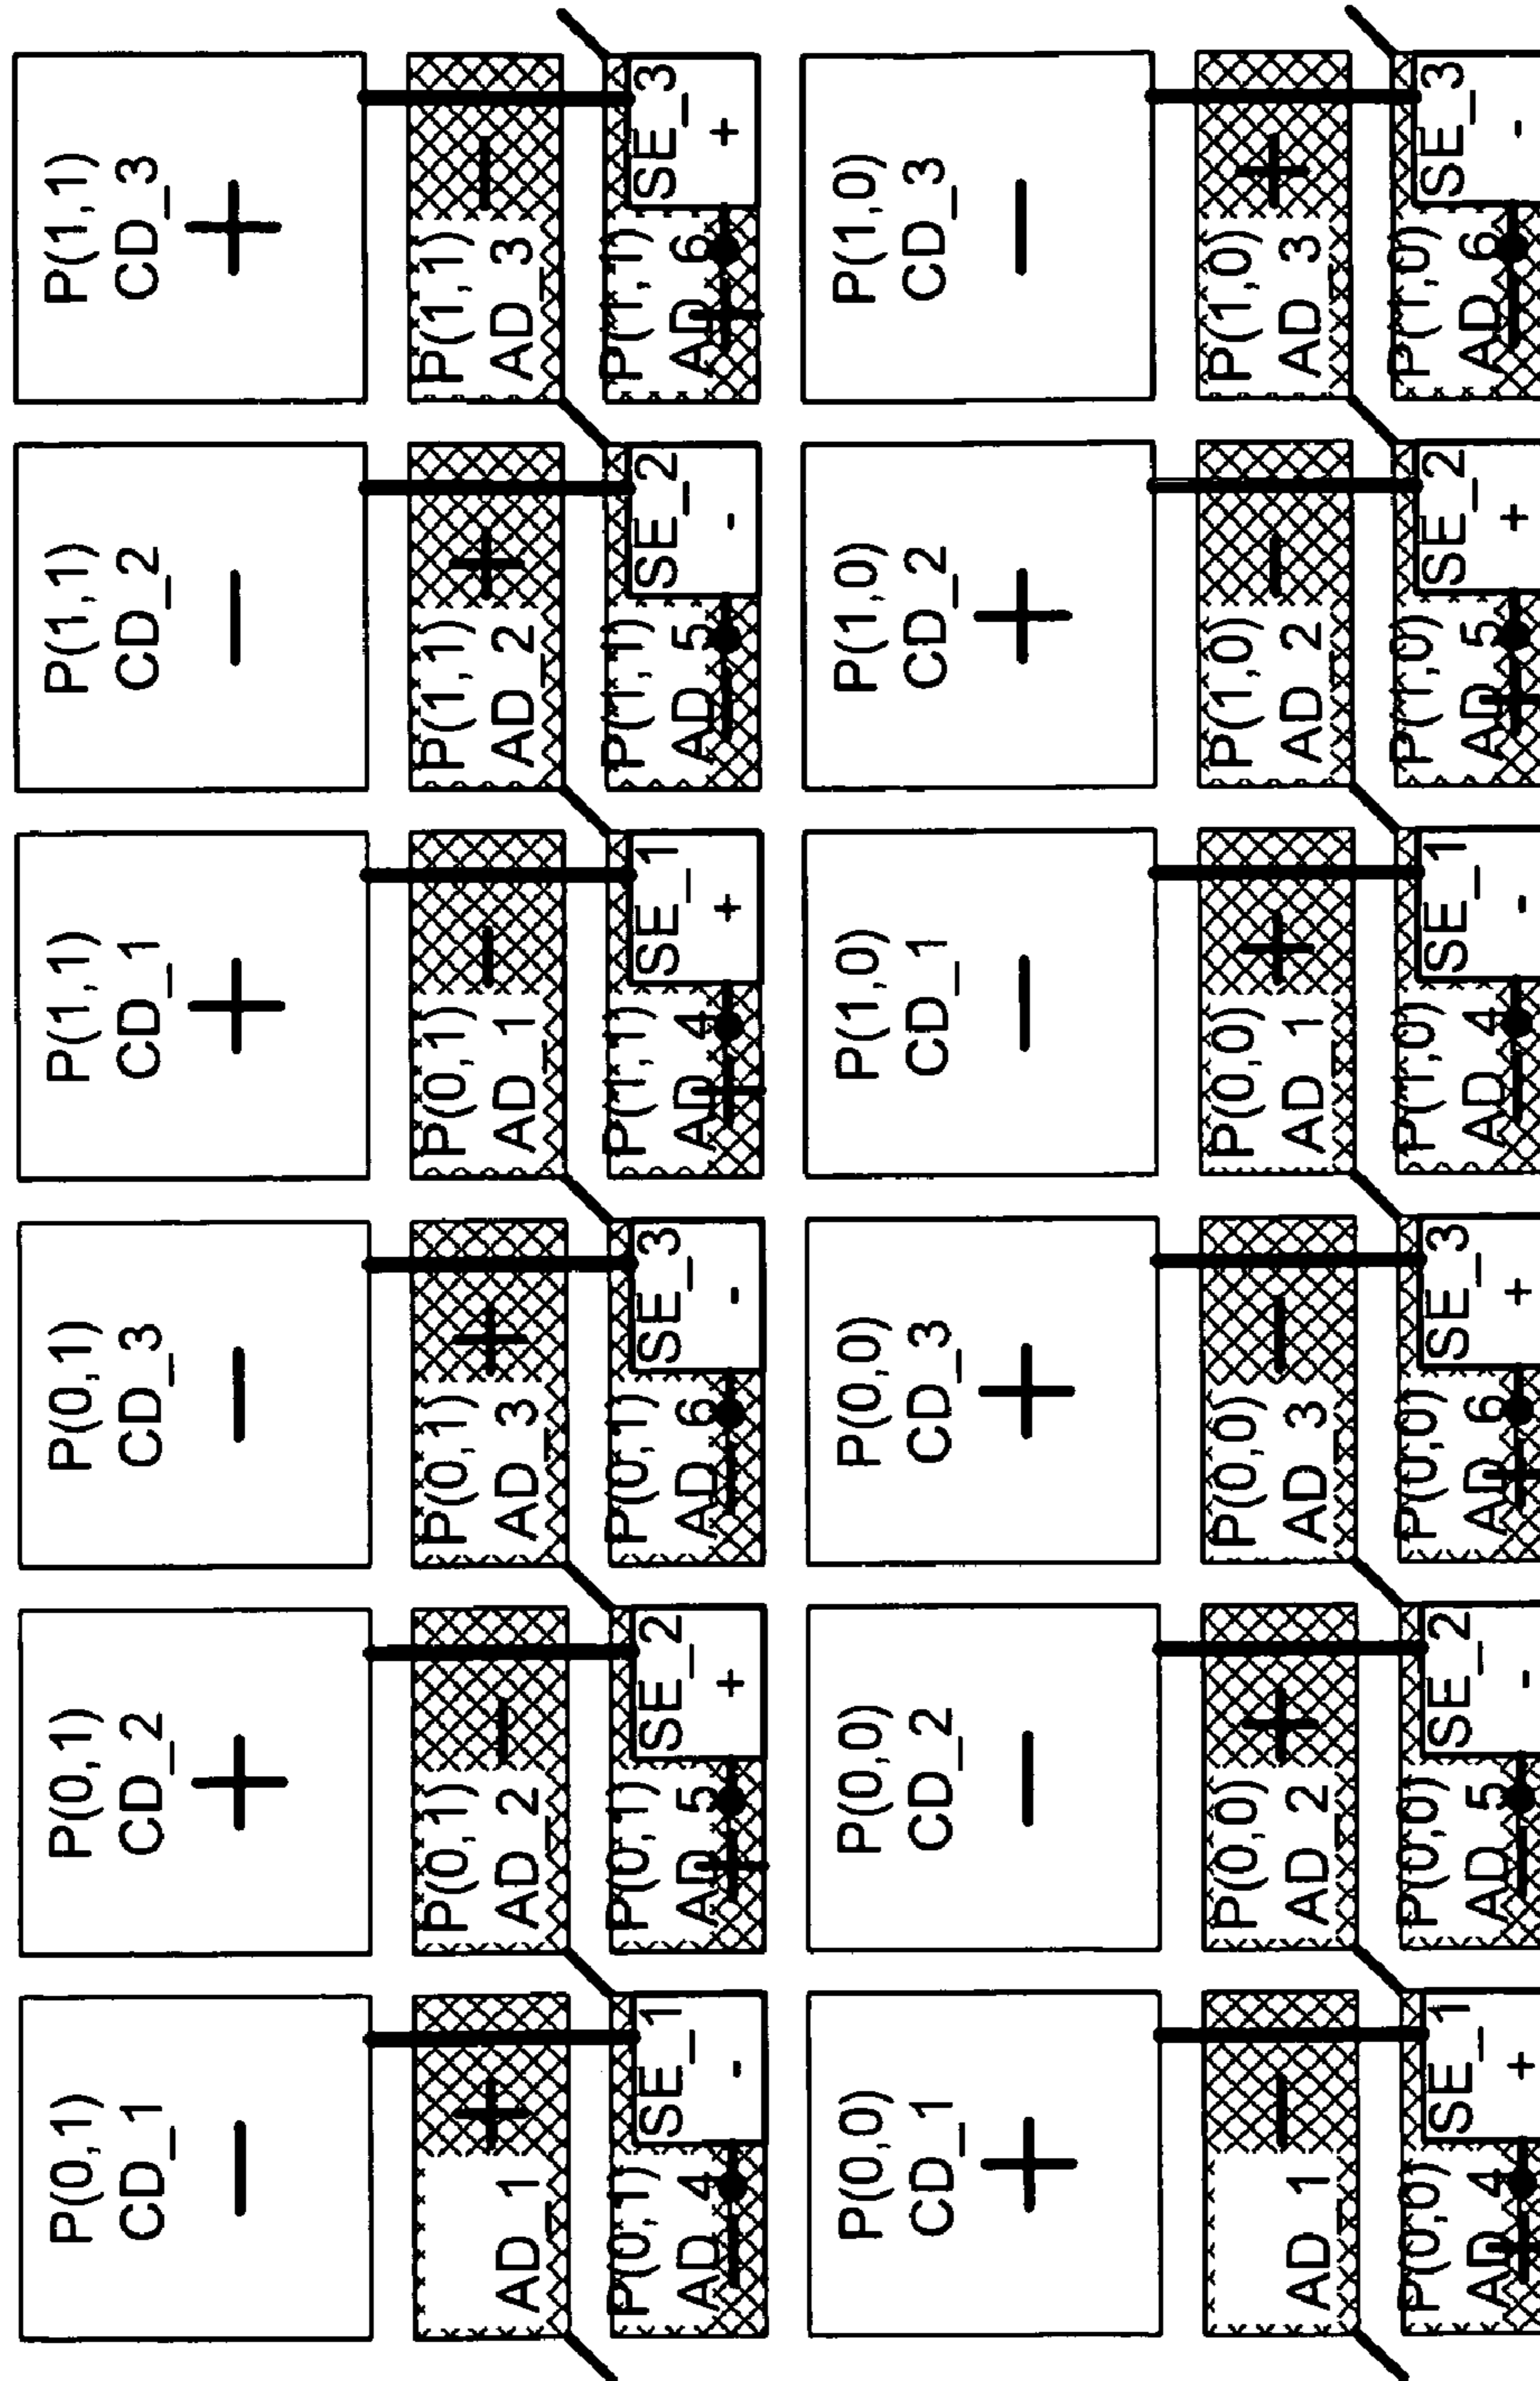 P(0,1)
CD_1
−
P(0,1)
CD_2
+
P(0,1)
CD_3
−
P(1,1)
CD_1
+
P(1,1)
CD_2
−
P(1,1)
CD_3
+
AD_1
+
P(0,1)
AD_2
−
P(0,1)
AD_3
+
P(0,1)
AD_1
−
P(1,1)
AD_2
+
P(1,1)
AD_3
−
P(0,1)
AD_4
−
SE_1
-
P(0,1)
AD_5
+
SE_2
+
P(0,1)
AD_6
−
SE_3
-
P(1,1)
AD_4
+
SE_1
+
P(1,1)
AD_5
−
SE_2
-
P(1,1)
AD_6
+
SE_3
+
P(0,0)
CD_1
+
P(0,0)
CD_2
−
P(0,0)
CD_3
+
P(1,0)
CD_1
−
P(1,0)
CD_2
+
P(1,0)
CD_3
−
AD_1
−
P(0,0)
AD_2
+
P(0,0)
AD_3
−
P(0,0)
AD_1
+
P(1,0)
AD_2
−
P(1,0)
AD_3
+
P(0,0)
AD_4
+
SE_1
+
P(0,0)
AD_5
−
SE_2
-
P(0,0)
AD_6
+
SE_3
+
P(1,0)
AD_4
−
SE_1
-
P(1,0)
AD_5
+
SE_2
+
P(1,0)
AD_6
−
SE_3
-